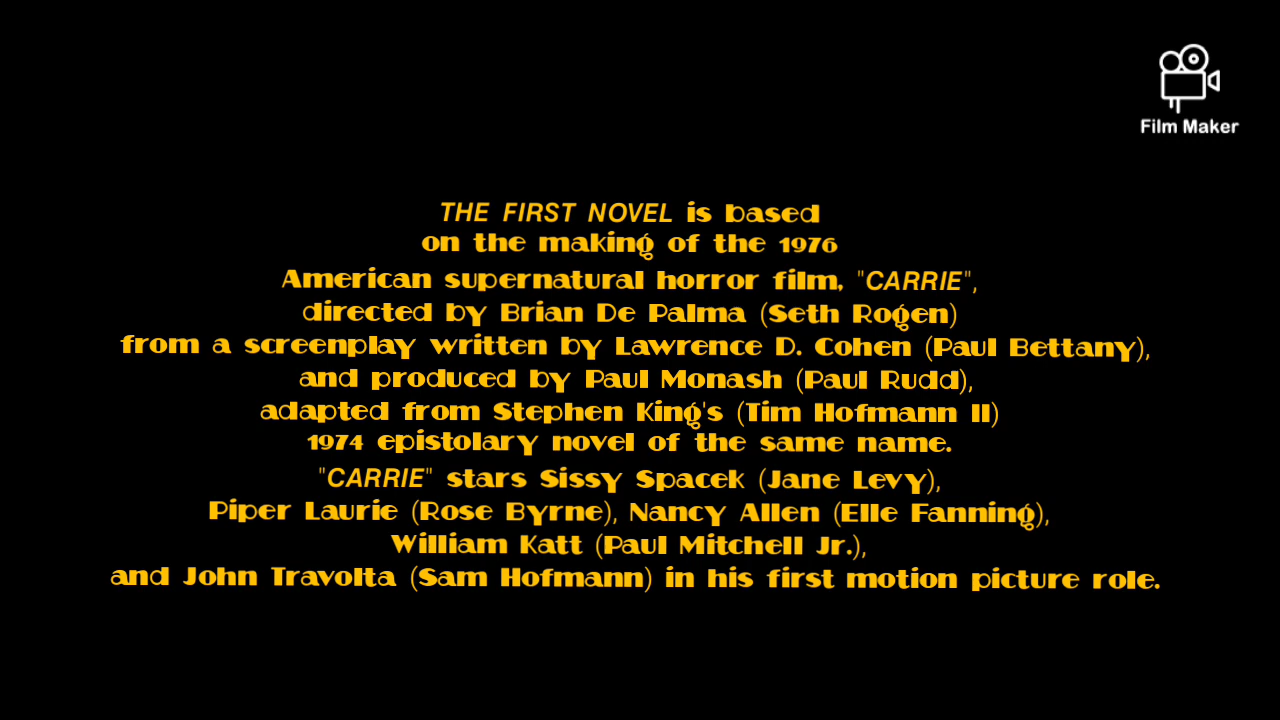 Film Maker
THE FIRST NOVEL is based
on the making of the 1976
American supernatural horror film, "CARRIE",
directed by Brian De Palma (Seth Rogen)
from a screenplay written by Lawrence D. Cohen (Paul Bettany),
and produced by Paul Monash (Paul Rudd),
adapted from Stephen King's (Tim Hofmann II)
1974 epistolary novel of the same name.
"CARRIE" stars Sissy Spacek (Jane Levy),
Piper Laurie (Rose Byrne), Nancy Allen (Elle Fanning),
William Katt (Paul Mitchell Jr.),
and John Travolta (Sam Hofmann) in his first motion picture role.